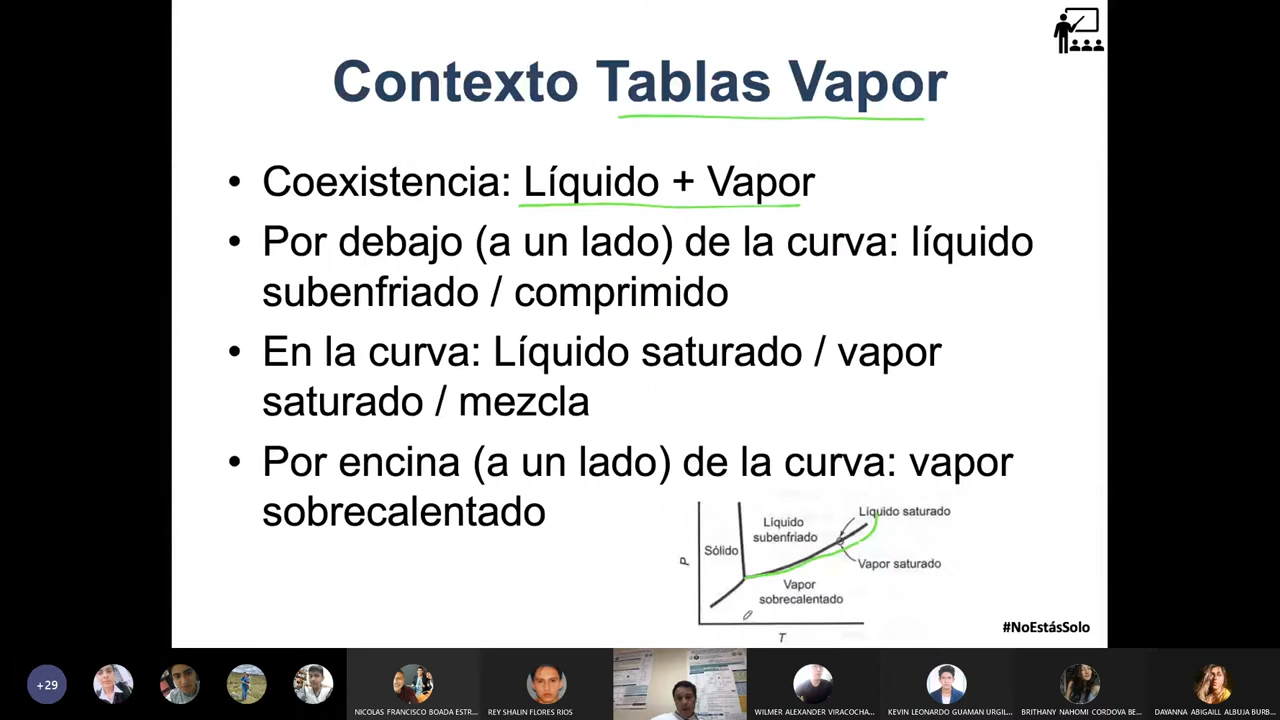 Contexto Tablas Vapor
• Coexistencia: Líquido + Vapor
• Por debajo (a un lado) de la curva: líquido
subenfriado / comprimido
• En la curva: Líquido saturado / vapor
saturado / mezcla
• Por encina (a un lado) de la curva: vapor
sobrecalentado
Líquido saturado
Líquido
subenfriado
Sólido
P
Vapor saturado
Vapor
sobrecalentado
T
#NoEstásSolo
+29
NICOLAS FRANCISCO BOADA ESTR...
REY SHALIN FLORES RIOS
WILMER ALEXANDER VIRACOCHA...
KEVIN LEONARDO GUAMAN URGIL...
BRITHANY NAHOMI CORDOVA BE...
DAYANNA ABIGAILL ALBUJA BURB...